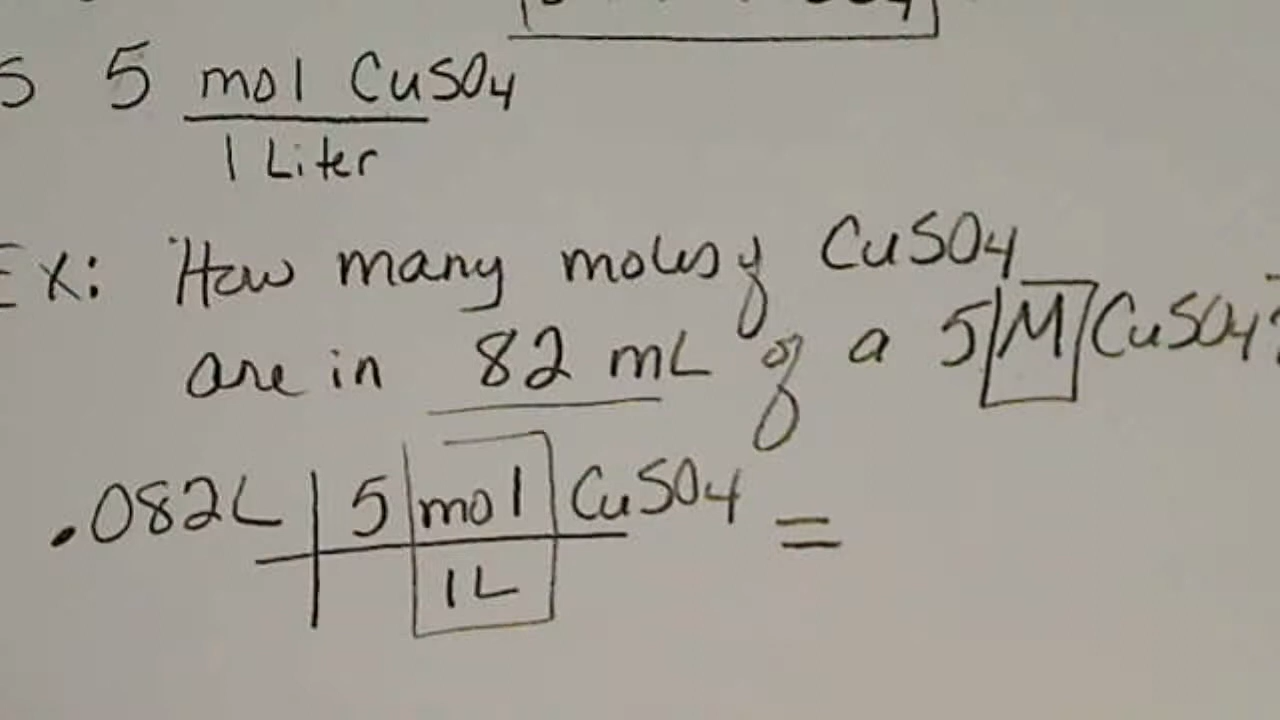 5 mol CuSO4
1 Liter
Ex: How many moles of CuSO4
are in 82 mL of a 5 M CuSO4?
.082L | 5 mol CuSO4 =
1L